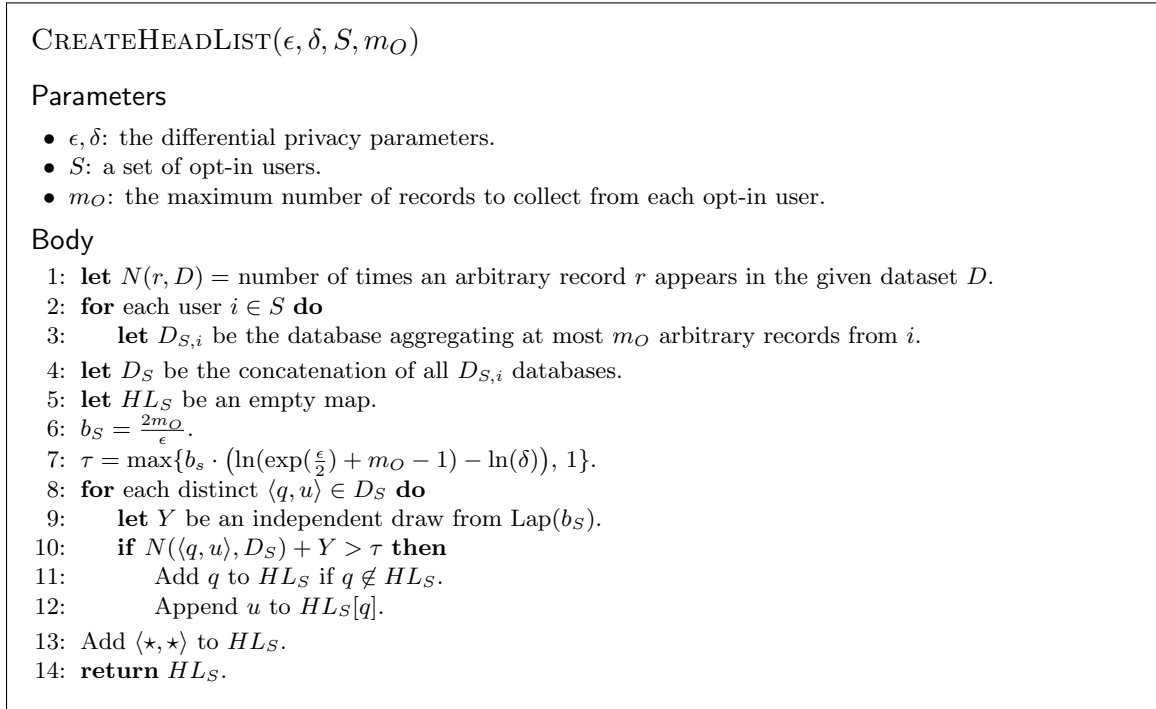 CREATEHEADLIST(ϵ, δ, S, m_O)
Parameters
• ϵ, δ: the differential privacy parameters.
• S: a set of opt-in users.
• m_O: the maximum number of records to collect from each opt-in user.
Body
1: let N(r, D) = number of times an arbitrary record r appears in the given dataset D.
2: for each user i ∈ S do
3: let D_{S,i} be the database aggregating at most m_O arbitrary records from i.
4: let D_S be the concatenation of all D_{S,i} databases.
5: let HL_S be an empty map.
6: b_S = \frac{2m_O}{ϵ}.
7: τ = max{b_s · (ln(exp(\frac{ϵ}{2}) + m_O − 1) − ln(δ)), 1}.
8: for each distinct ⟨q, u⟩ ∈ D_S do
9: let Y be an independent draw from Lap(b_S).
10: if N(⟨q, u⟩, D_S) + Y > τ then
11: Add q to HL_S if q ∉ HL_S.
12: Append u to HL_S[q].
13: Add ⟨⋆, ⋆⟩ to HL_S.
14: return HL_S.